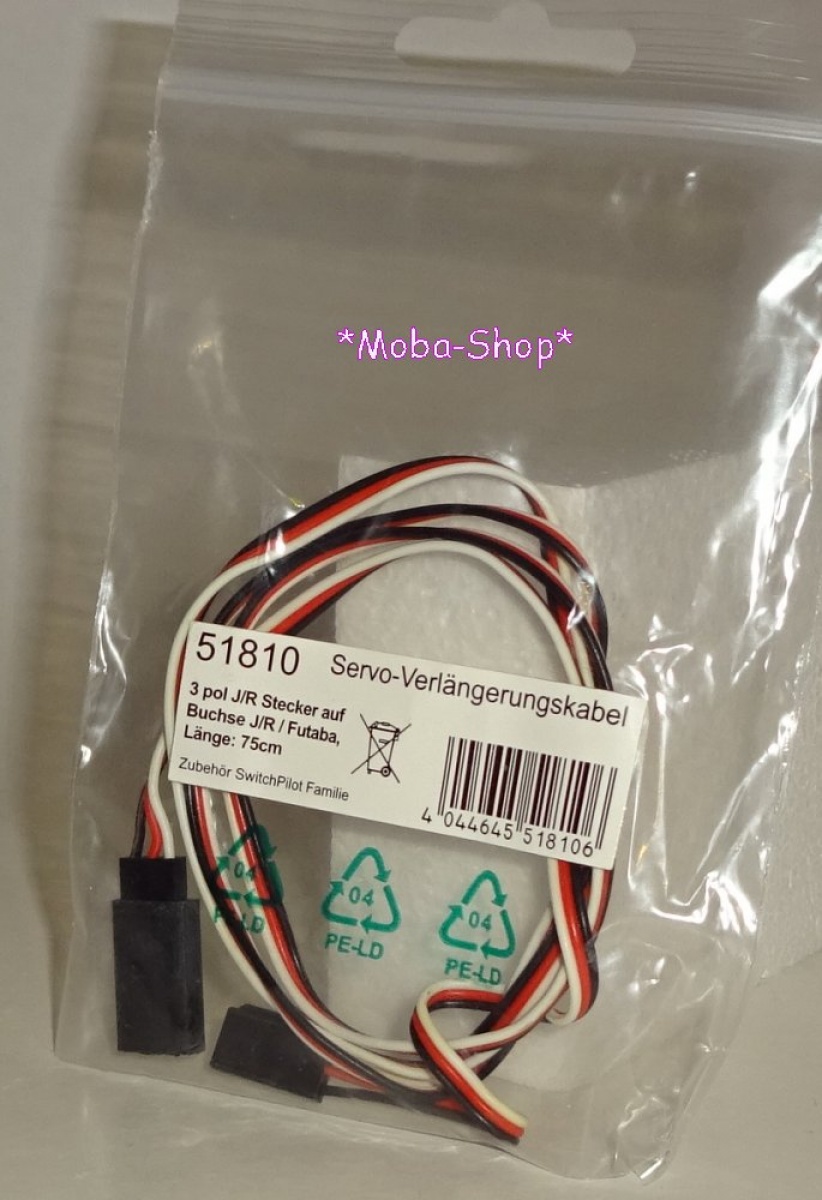 *Moba-Shop*
51810 Servo-Verlängerungskabel
3 pol J/R Stecker auf
Buchse J/R / Futaba,
Länge: 75cm
Zubehör SwitchPilot Familie
4 044645 518106
04
PE-LD
04
PE-LD
04
PE-LD